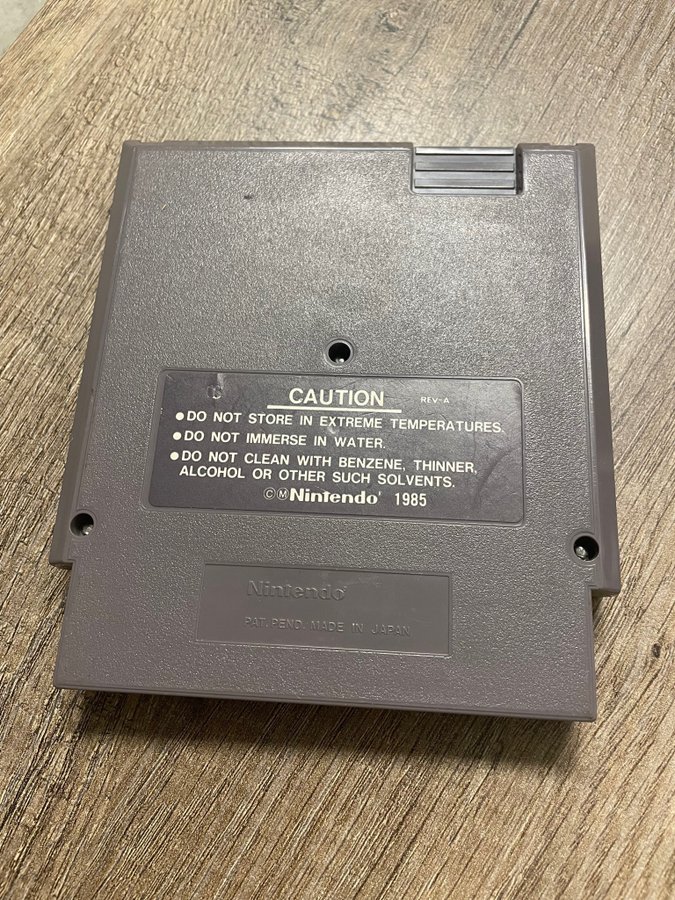 CAUTION REV-A
●DO NOT STORE IN EXTREME TEMPERATURES.
●DO NOT IMMERSE IN WATER.
●DO NOT CLEAN WITH BENZENE, THINNER,
ALCOHOL OR OTHER SUCH SOLVENTS.
©ⓂNintendo® 1985
Nintendo®
PAT. PEND. MADE IN JAPAN